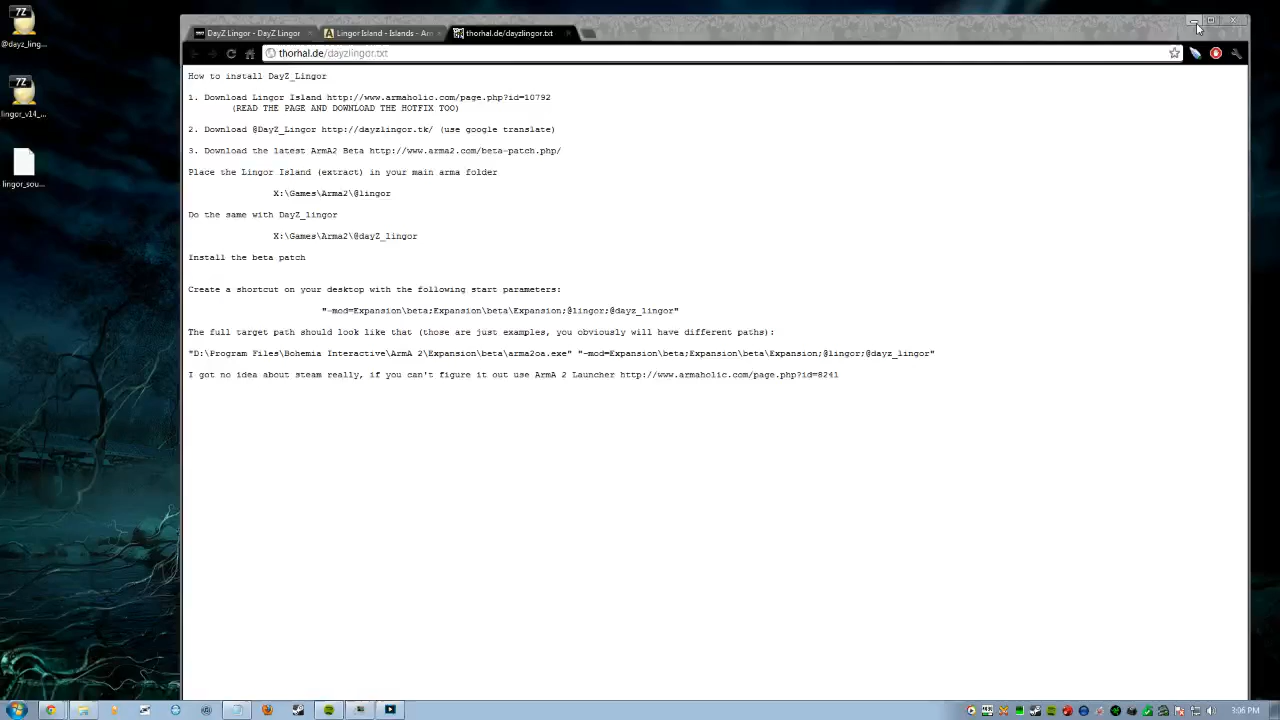 DayZ Lingor - DayZ Lingor
Lingor Island - Islands - Arm
thorhal.de/dayzlingor.txt
thorhal.de/dayzlingor.txt
7Z
@dayz_ling...
7Z
lingor_v14_...
lingor_sou...
How to install DayZ_Lingor
1. Download Lingor Island http://www.armaholic.com/page.php?id=10792
(READ THE PAGE AND DOWNLOAD THE HOTFIX TOO)
2. Download @DayZ_Lingor http://dayzlingor.tk/ (use google translate)
3. Download the latest ArmA2 Beta http://www.arma2.com/beta-patch.php/
Place the Lingor Island (extract) in your main arma folder
X:\Games\Arma2\@lingor
Do the same with DayZ_lingor
X:\Games\Arma2\@dayZ_lingor
Install the beta patch
Create a shortcut on your desktop with the following start parameters:
"-mod=Expansion\beta;Expansion\beta\Expansion;@lingor;@dayz_lingor"
The full target path should look like that (those are just examples, you obviously will have different paths):
"D:\Program Files\Bohemia Interactive\ArmA 2\Expansion\beta\arma2oa.exe" "-mod=Expansion\beta;Expansion\beta\Expansion;@lingor;@dayz_lingor"
I got no idea about steam really, if you can't figure it out use ArmA 2 Launcher http://www.armaholic.com/page.php?id=8241
3:06 PM